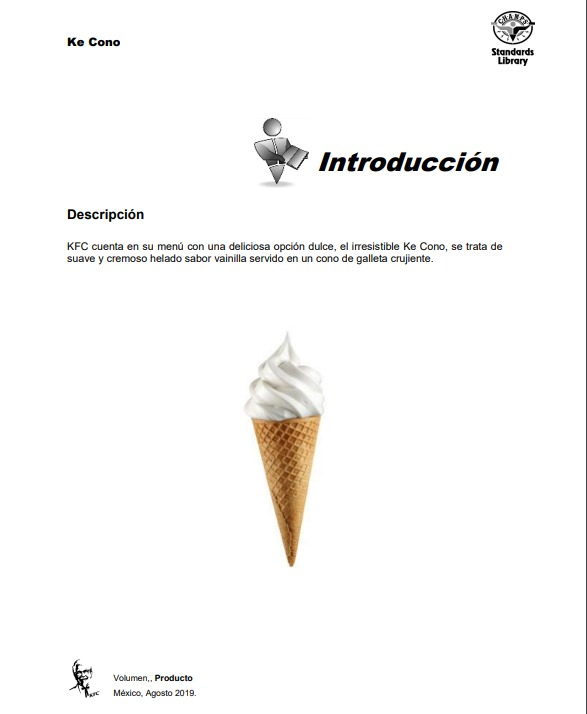 Ke Cono
CHAMPS
Standards
Library
Introducción
Descripción
KFC cuenta en su menú con una deliciosa opción dulce, el irresistible Ke Cono, se trata de
suave y cremoso helado sabor vainilla servido en un cono de galleta crujiente.
KFC
Volumen,, Producto
México, Agosto 2019.